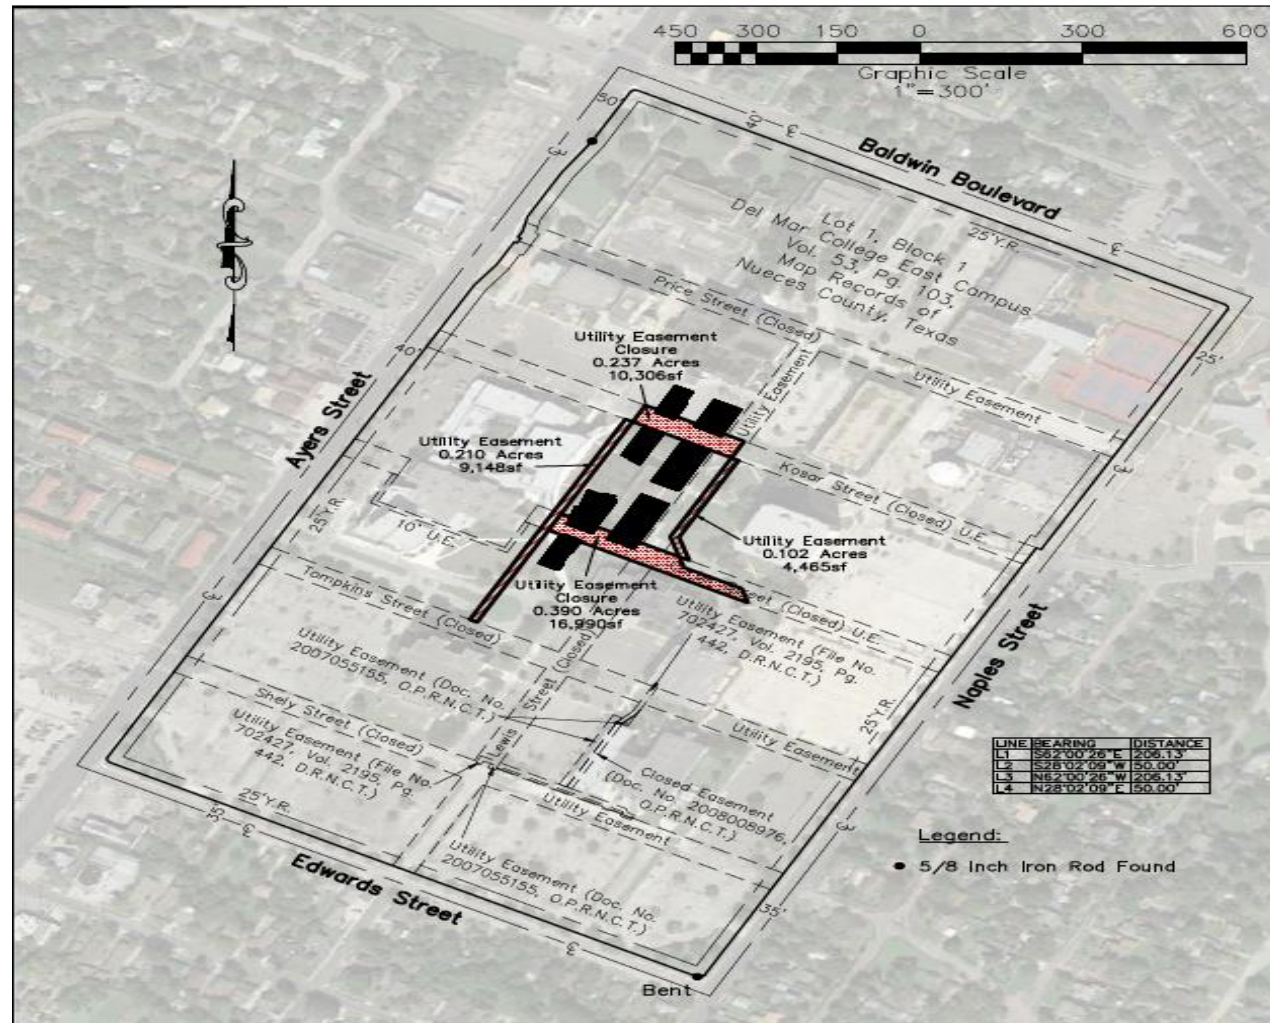 450 300 150 0 300 600
Graphic Scale
1"=300'
50'
40'
Baldwin Boulevard
25'Y.R.
Lot 1, Block 1
Del Mar College East Campus
Vol. 53, Pg. 103,
Map Records of
Nueces County, Texas
25'
Price Street (Closed)
Utility Easement
Utility Easement
Utility Easement
Closure
0.237 Acres
10,306sf
40'
Ayers Street
Utility Easement
0.210 Acres
9,148sf
Kosar Street (Closed) U.E.
25'Y.R.
10' U.E.
Utility Easement
0.102 Acres
4,465sf
Utility Easement
Closure
0.390 Acres
16,990sf
Street (Closed) U.E.
Tompkins Street (Closed)
Utility Easement (File No.
702427, Vol. 2195, Pg.
442, D.R.N.C.T.)
Naples Street
25'Y.R.
Utility Easement (Doc. No.
2007055155, O.P.R.N.C.T.)
Lewis Street (Closed)
Utility Easement
Shely Street (Closed)
Utility Easement (File No.
702427, Vol. 2195, Pg.
442, D.R.N.C.T.)
Closed Easement
(Doc. No. 2008008976,
O.P.R.N.C.T.)
Utility Easement
LINE BEARING DISTANCE
L1 S62°00'26"E 206.13'
L2 S28°02'09"W 50.00'
L3 N62°00'26"W 206.13'
L4 N28°02'09"E 50.00'
Legend:
5/8 Inch Iron Rod Found
25'Y.R.
35'
Edwards Street
Utility Easement (Doc. No.
2007055155, O.P.R.N.C.T.)
35'
Bent